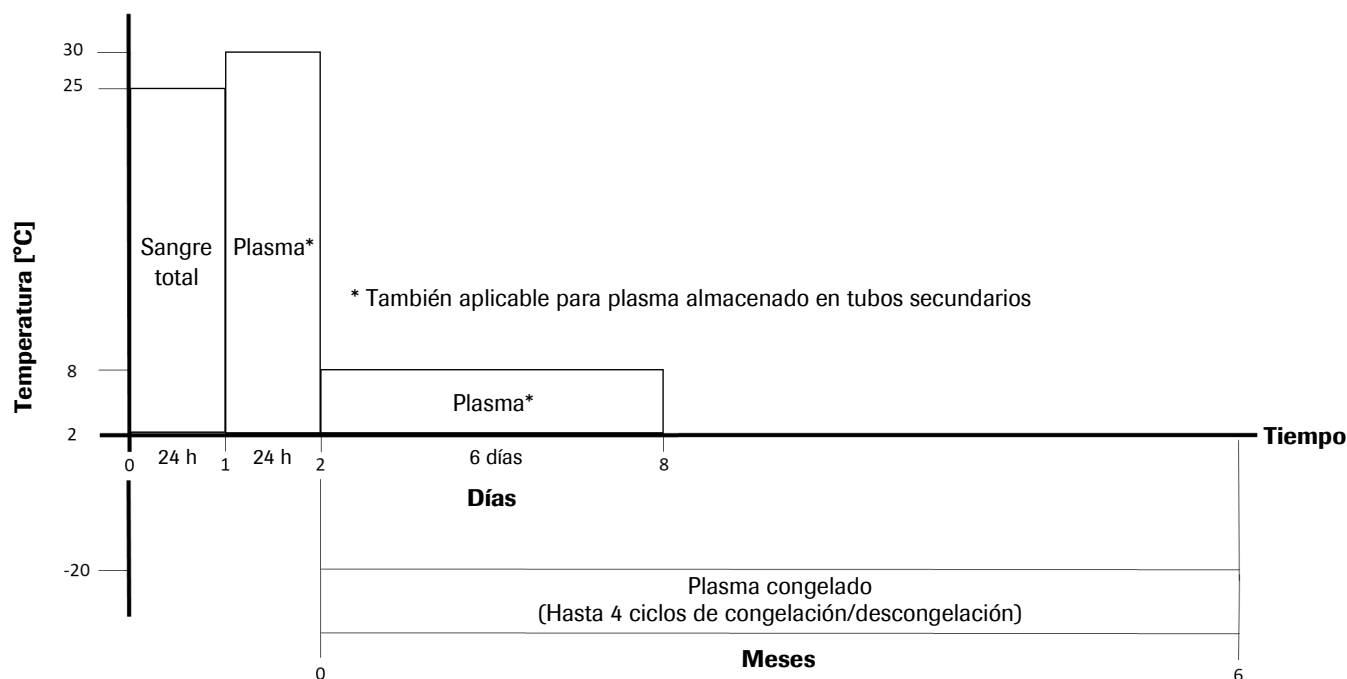 30
25
Temperatura [°C]
Sangre
total
Plasma*
* También aplicable para plasma almacenado en tubos secundarios
8
Plasma*
2
Tiempo
0 24 h 1 24 h 2 6 días 8
Días
-20
Plasma congelado
(Hasta 4 ciclos de congelación/descongelación)
Meses
0 6